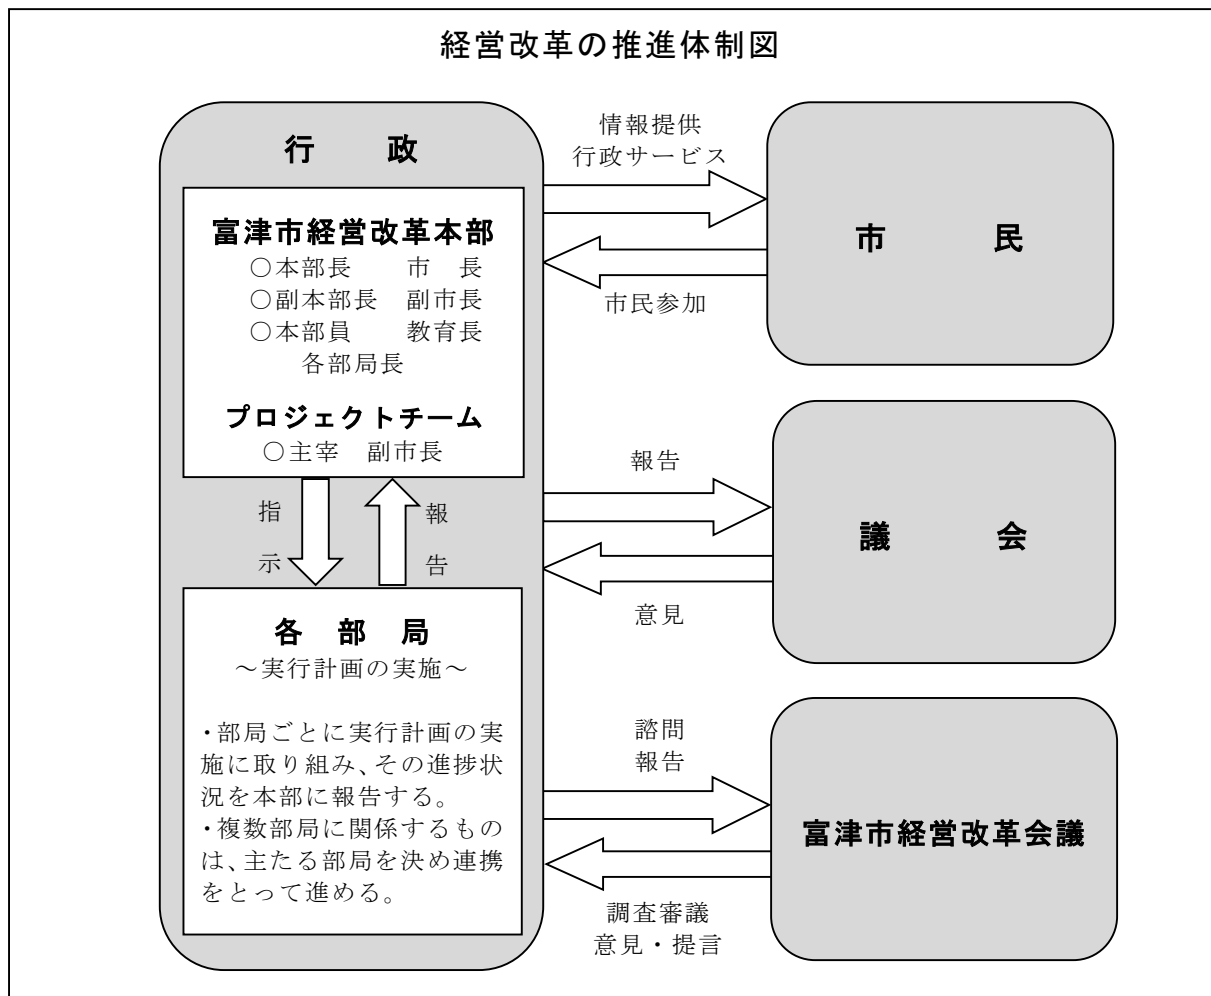 経営改革の推進体制図
行　　政
富津市経営改革本部
○本部長　　市　長
○副本部長　副市長
○本部員　　教育長
各部局長
プロジェクトチーム
○主宰　副市長
指示
報告
各　部　局
～実行計画の実施～
・部局ごとに実行計画の実
施に取り組み、その進捗状
況を本部に報告する。
・複数部局に関係するもの
は、主たる部局を決め連携
をとって進める。
情報提供
行政サービス
市民参加
市　　　民
報告
意見
議　　　会
諮問
報告
調査審議
意見・提言
富津市経営改革会議